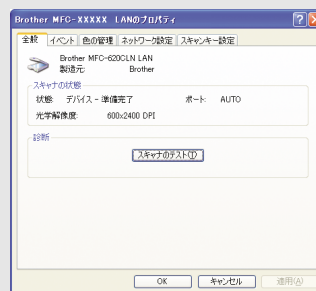 Brother MFC-XXXXX LANのプロパティ
全般 イベント 色の管理 ネットワーク設定 スキャンキー設定
Brother MFC-620CLN LAN
製造元: Brother
スキャナの状態
状態: デバイス - 準備完了 ポート: AUTO
光学解像度: 600x2400 DPI
診断
スキャナのテスト(T)
OK キャンセル 適用(A)